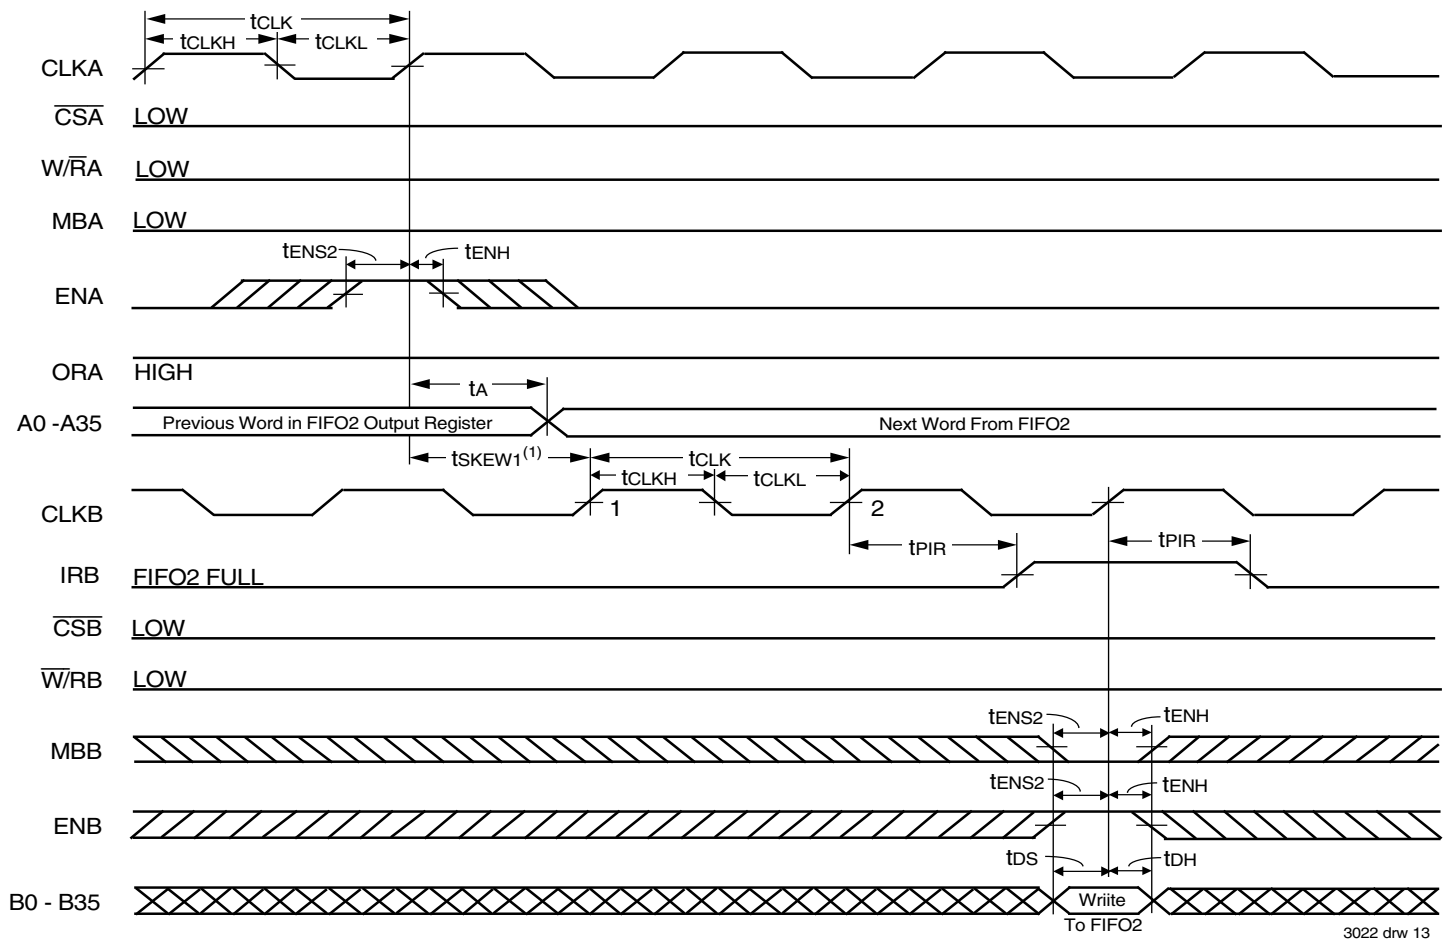 tCLK
tCLKH tCLKL
CLKA
CSA LOW
W/RA LOW
MBA LOW
tENS2 tENH
ENA
ORA HIGH
tA
A0 -A35 Previous Word in FIFO2 Output Register Next Word From FIFO2
tSKEW1(1) tCLK
tCLKH tCLKL
CLKB 1 2
tPIR tPIR
IRB FIFO2 FULL
CSB LOW
W/RB LOW
tENS2 tENH
MBB
tENS2 tENH
ENB
tDS tDH
B0 - B35 Wriite
To FIFO2
3022 drw 13